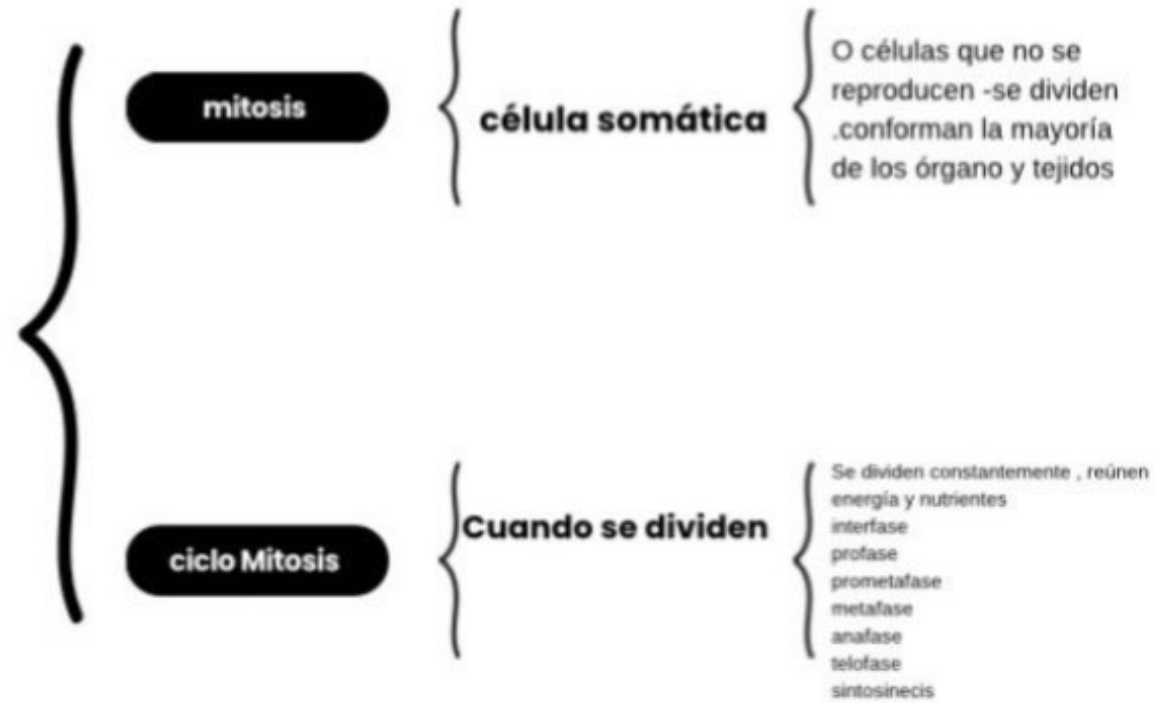 mitosis
célula somática
O células que no se
reproducen -se dividen
.conforman la mayoría
de los órgano y tejidos
ciclo Mitosis
Cuando se dividen
Se dividen constantemente , reúnen
energía y nutrientes
interfase
profase
prometafase
metafase
anafase
telofase
sintosinecis